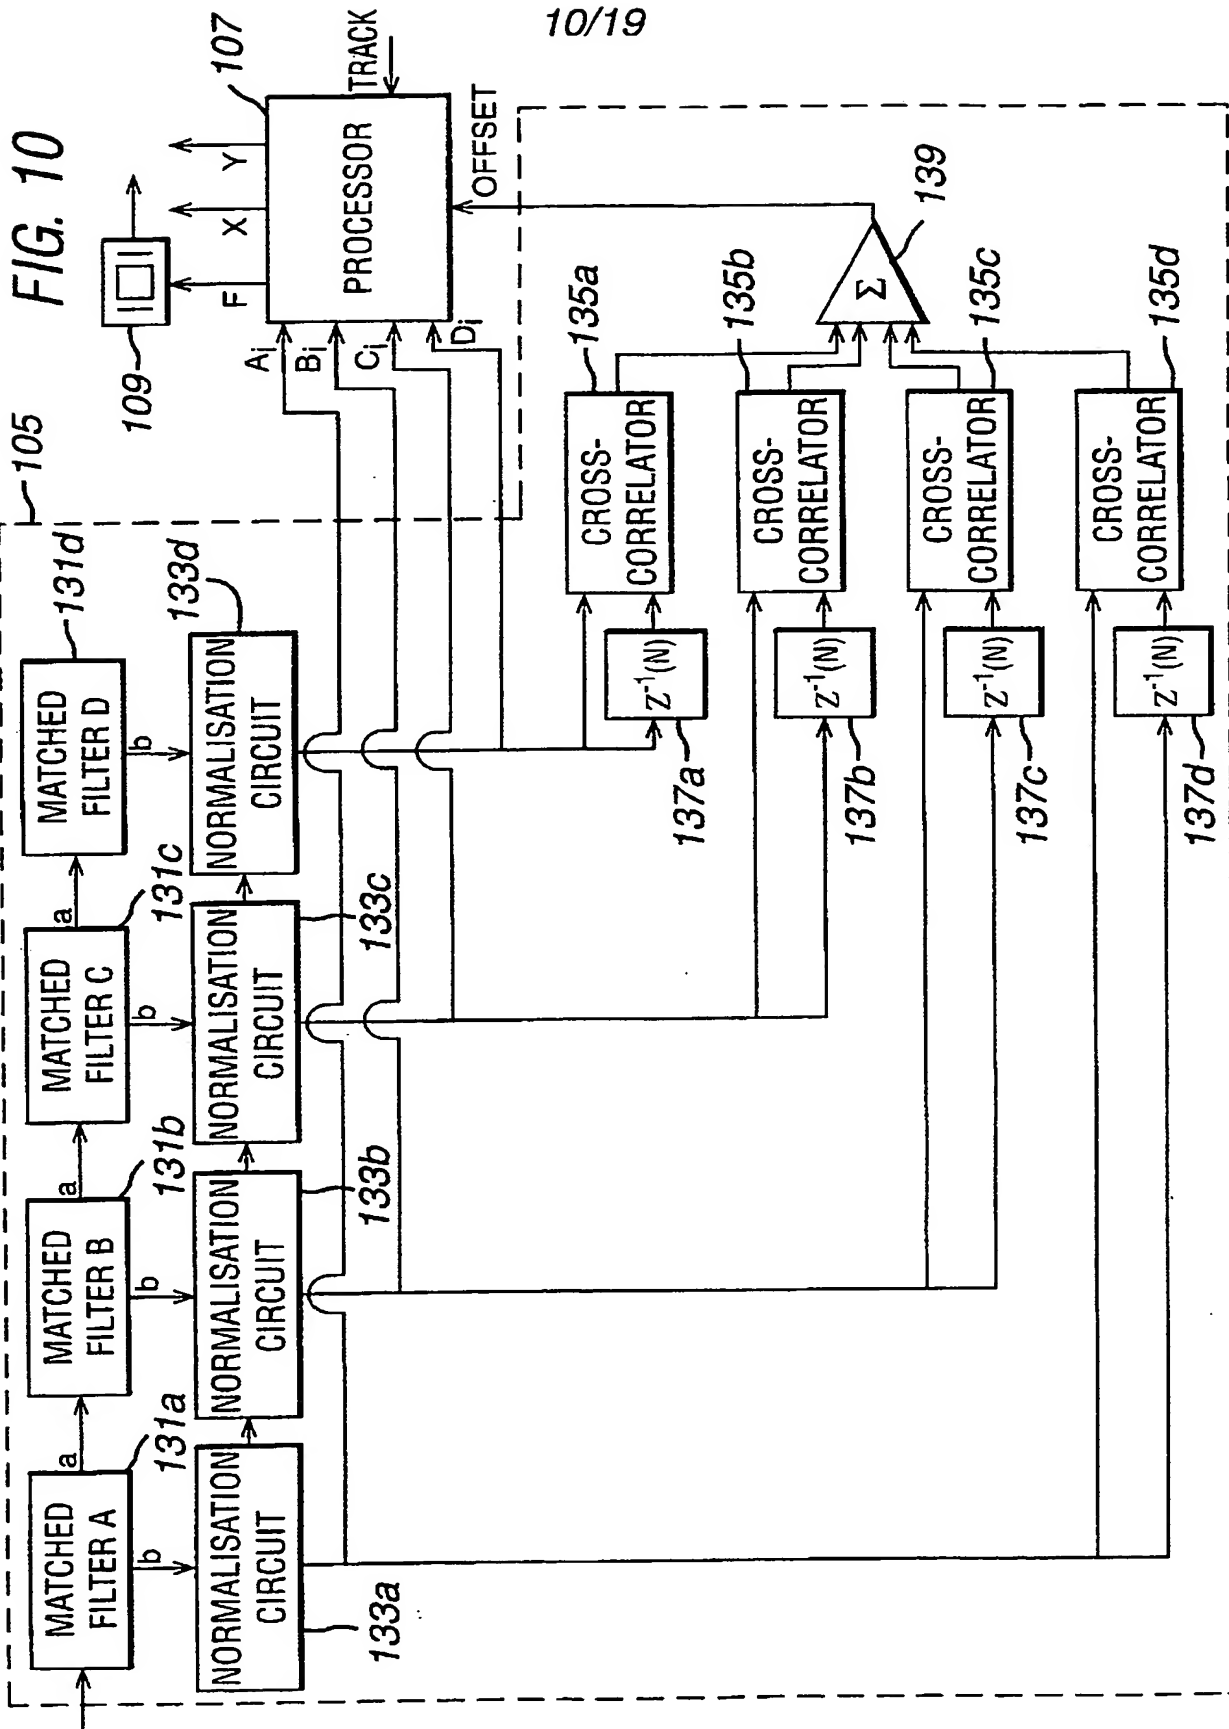 10/19
FIG. 10
105
MATCHED
FILTER A
131a
a
b
MATCHED
FILTER B
131b
a
b
MATCHED
FILTER C
131c
a
b
MATCHED
FILTER D
131d
b
NORMALISATION
CIRCUIT
133a
NORMALISATION
CIRCUIT
133b
NORMALISATION
CIRCUIT
133c
NORMALISATION
CIRCUIT
133d
109
F
X
Y
107
Ai
Bi
Ci
Di
PROCESSOR
TRACK
OFFSET
CROSS-
CORRELATOR
135a
Z⁻¹(N)
137a
CROSS-
CORRELATOR
135b
Z⁻¹(N)
137b
CROSS-
CORRELATOR
135c
Z⁻¹(N)
137c
CROSS-
CORRELATOR
135d
Z⁻¹(N)
137d
Σ
139